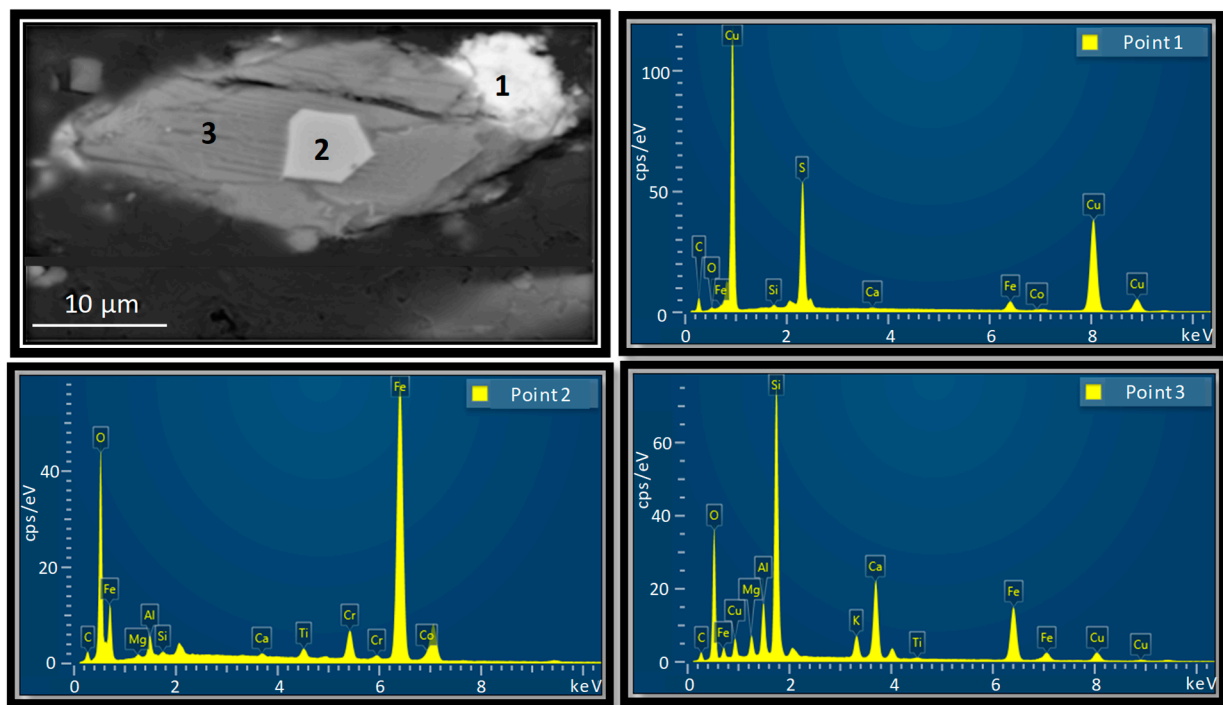 1
2
3
10 µm
Point 1
cps/eV
100
50
0
C
O
Fe
Cu
Si
S
Ca
Fe
Co
Cu
Cu
0
2
4
6
8
keV
Point 2
cps/eV
40
20
0
C
O
Fe
Mg
Al
Si
Ca
Ti
Cr
Cr
Fe
Co
0
2
4
6
8
keV
Point 3
cps/eV
60
40
20
0
C
O
Fe
Cu
Mg
Al
Si
K
Ca
Ti
Fe
Fe
Cu
Cu
0
2
4
6
8
keV